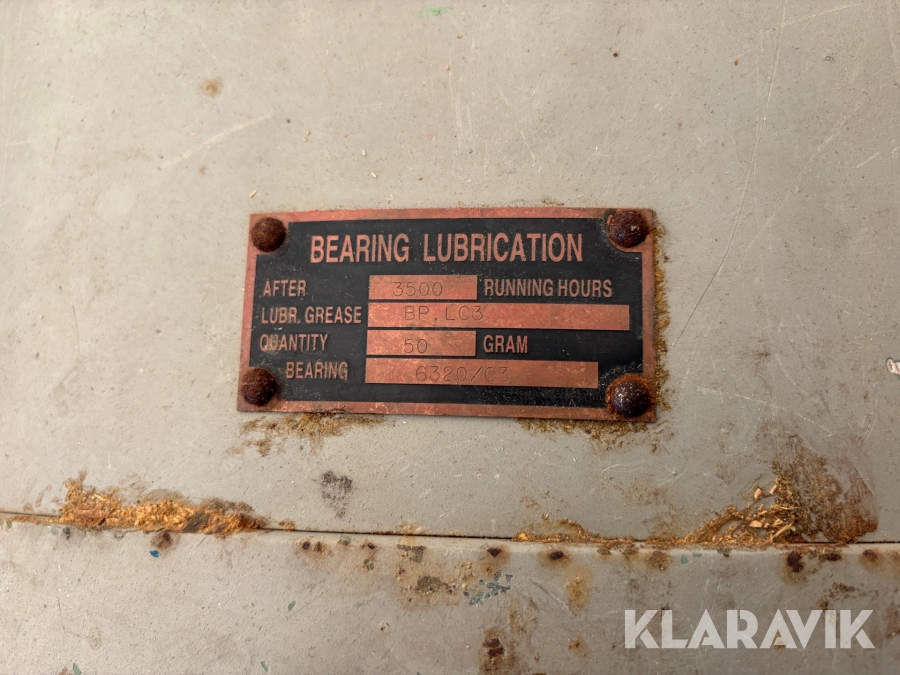 BEARING LUBRICATION
AFTER 3500 RUNNING HOURS
LUBR. GREASE BP.LC3
QUANTITY 50 GRAM
BEARING 6320/C3
KLARAVIK